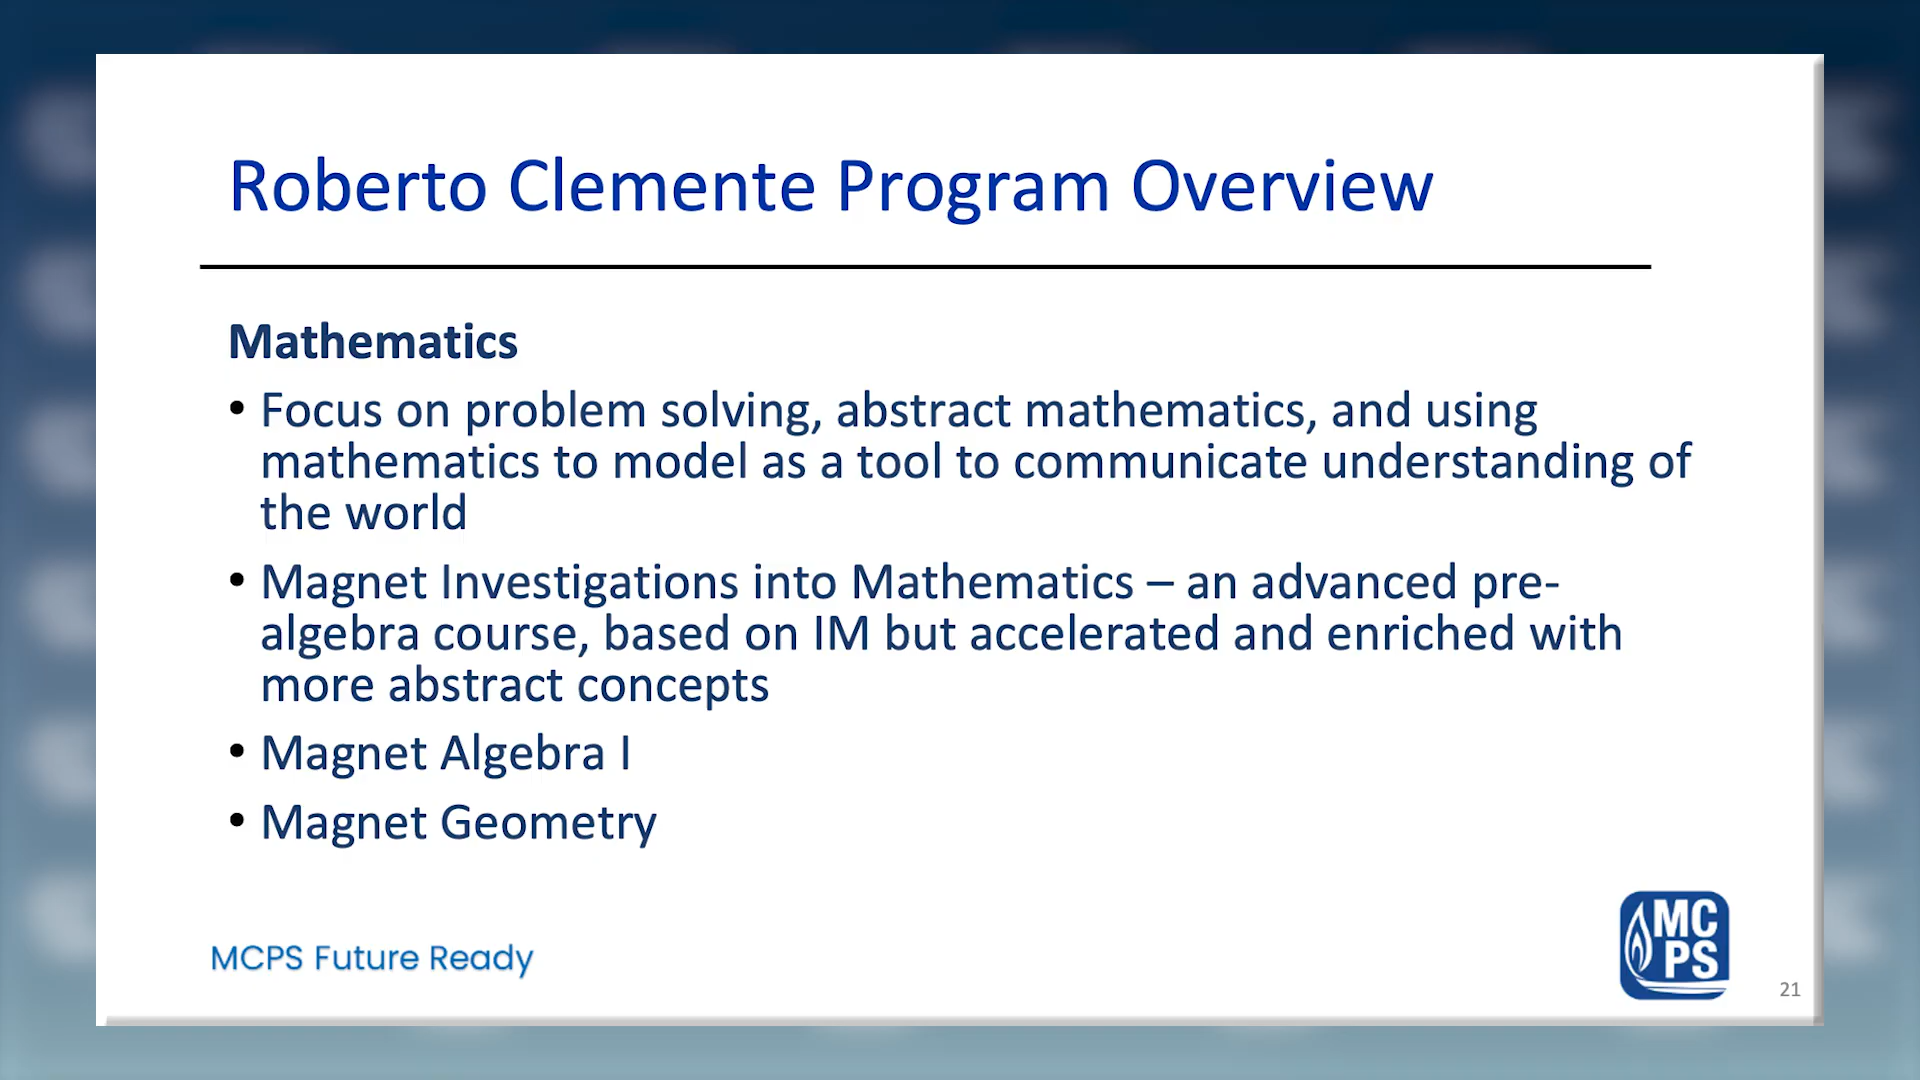 Roberto Clemente Program Overview
Mathematics
• Focus on problem solving, abstract mathematics, and using
mathematics to model as a tool to communicate understanding of
the world
• Magnet Investigations into Mathematics – an advanced pre-
algebra course, based on IM but accelerated and enriched with
more abstract concepts
• Magnet Algebra I
• Magnet Geometry
MCPS Future Ready
MC
PS
21